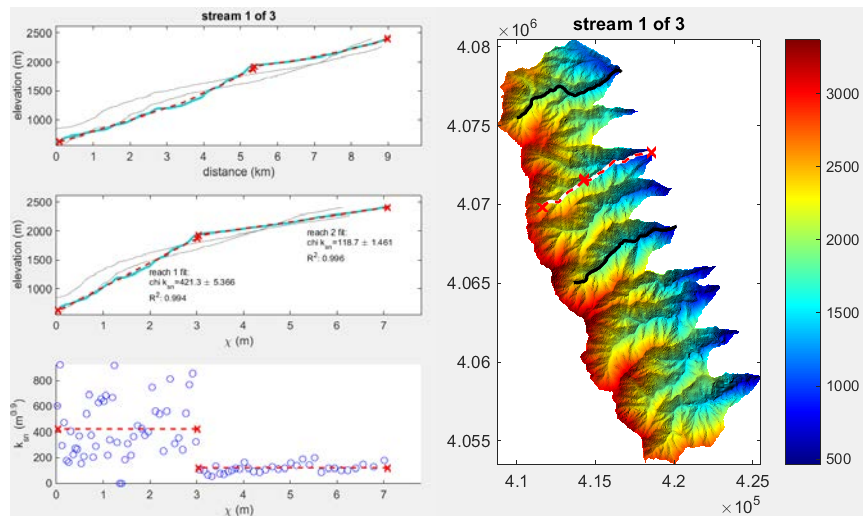 stream 1 of 3
2500
2000
1500
1000
elevation (m)
0 1 2 3 4 5 6 7 8 9
distance (km)
2500
2000
1500
1000
elevation (m)
reach 2 fit:
chi k_sn=118.7 ± 1.461
R²: 0.996
reach 1 fit:
chi k_sn=421.3 ± 5.366
R²: 0.994
0 1 2 3 4 5 6 7
χ (m)
800
600
400
200
0
k_sn (m^0.9)
0 1 2 3 4 5 6 7
χ (m)
stream 1 of 3
× 10⁶
4.08
4.075
4.07
4.065
4.06
4.055
4.1 4.15 4.2 4.25
× 10⁵
3000
2500
2000
1500
1000
500